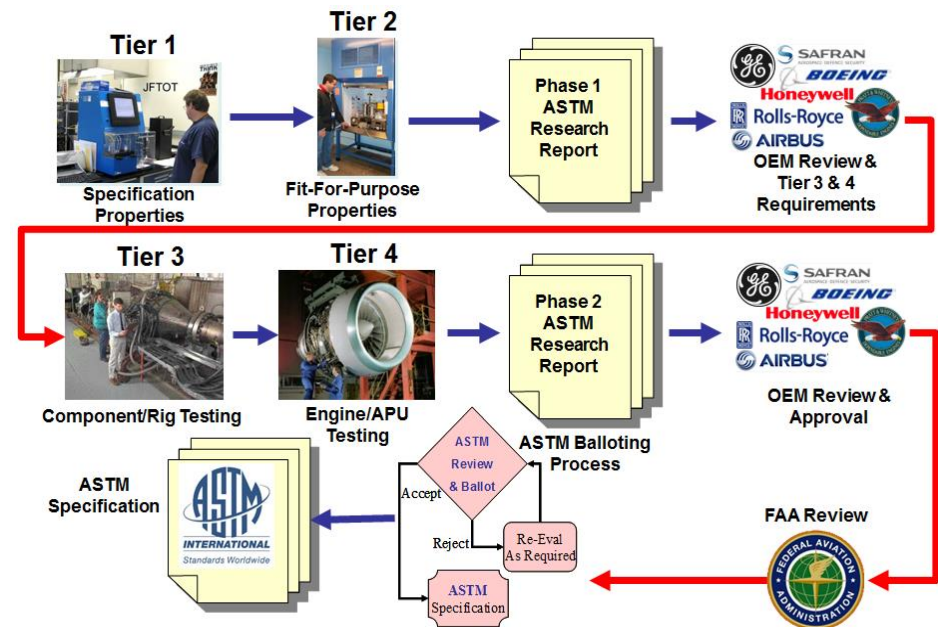 Tier 1
JFTOT
Specification
Properties
Tier 2
Fit-For-Purpose
Properties
Phase 1
ASTM
Research
Report
GE
SAFRAN
BOEING
Honeywell
Rolls-Royce
AIRBUS
OEM Review &
Tier 3 & 4
Requirements
Tier 3
Component/Rig Testing
Tier 4
Engine/APU
Testing
Phase 2
ASTM
Research
Report
GE
SAFRAN
BOEING
Honeywell
Rolls-Royce
AIRBUS
OEM Review &
Approval
FAA Review
FEDERAL AVIATION
ADMINISTRATION
ASTM Balloting
Process
ASTM
Review
& Ballot
Accept
Reject
Re-Eval
As Required
ASTM
Specification
ASTM
Specification
ASTM
INTERNATIONAL
Standards Worldwide